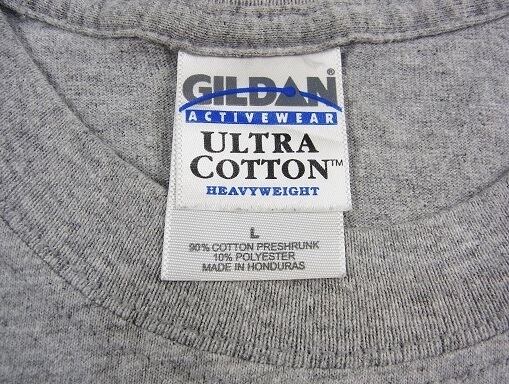 GILDAN®
ACTIVEWEAR
ULTRA
COTTON™
HEAVYWEIGHT
L
90% COTTON PRESHRUNK
10% POLYESTER
MADE IN HONDURAS